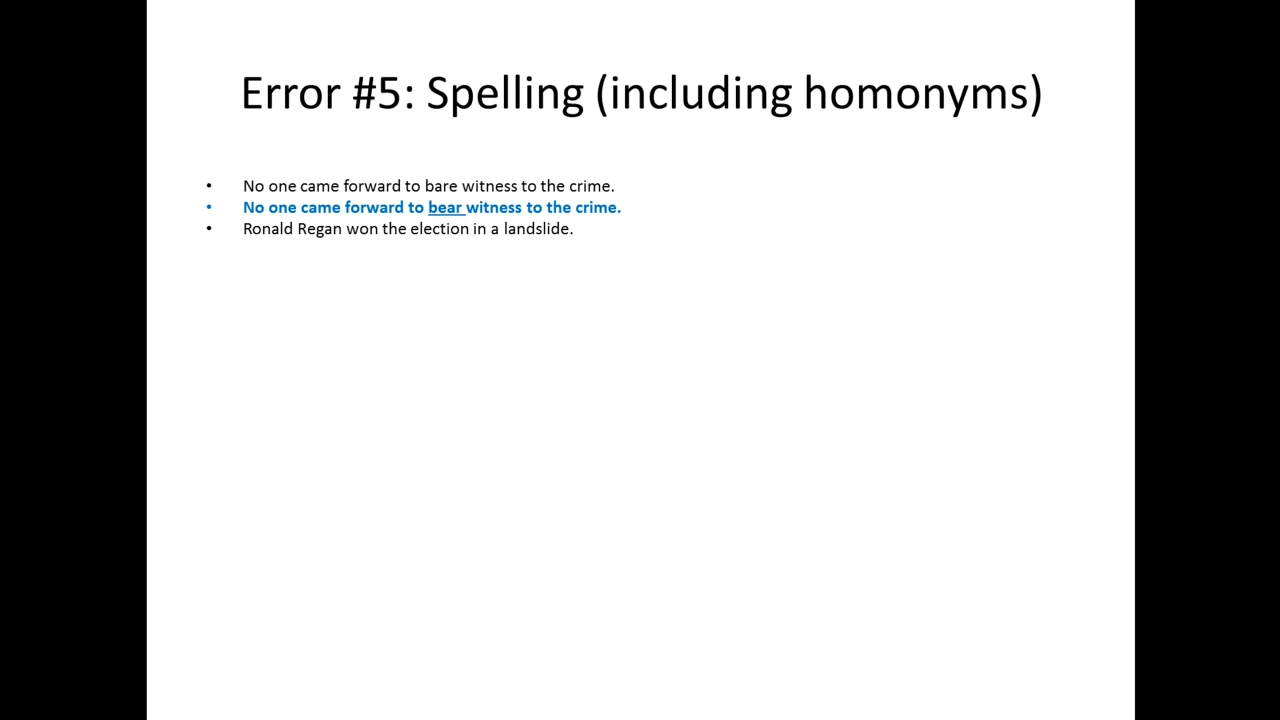 Error #5: Spelling (including homonyms)
• No one came forward to bare witness to the crime.
• No one came forward to bear witness to the crime.
• Ronald Regan won the election in a landslide.